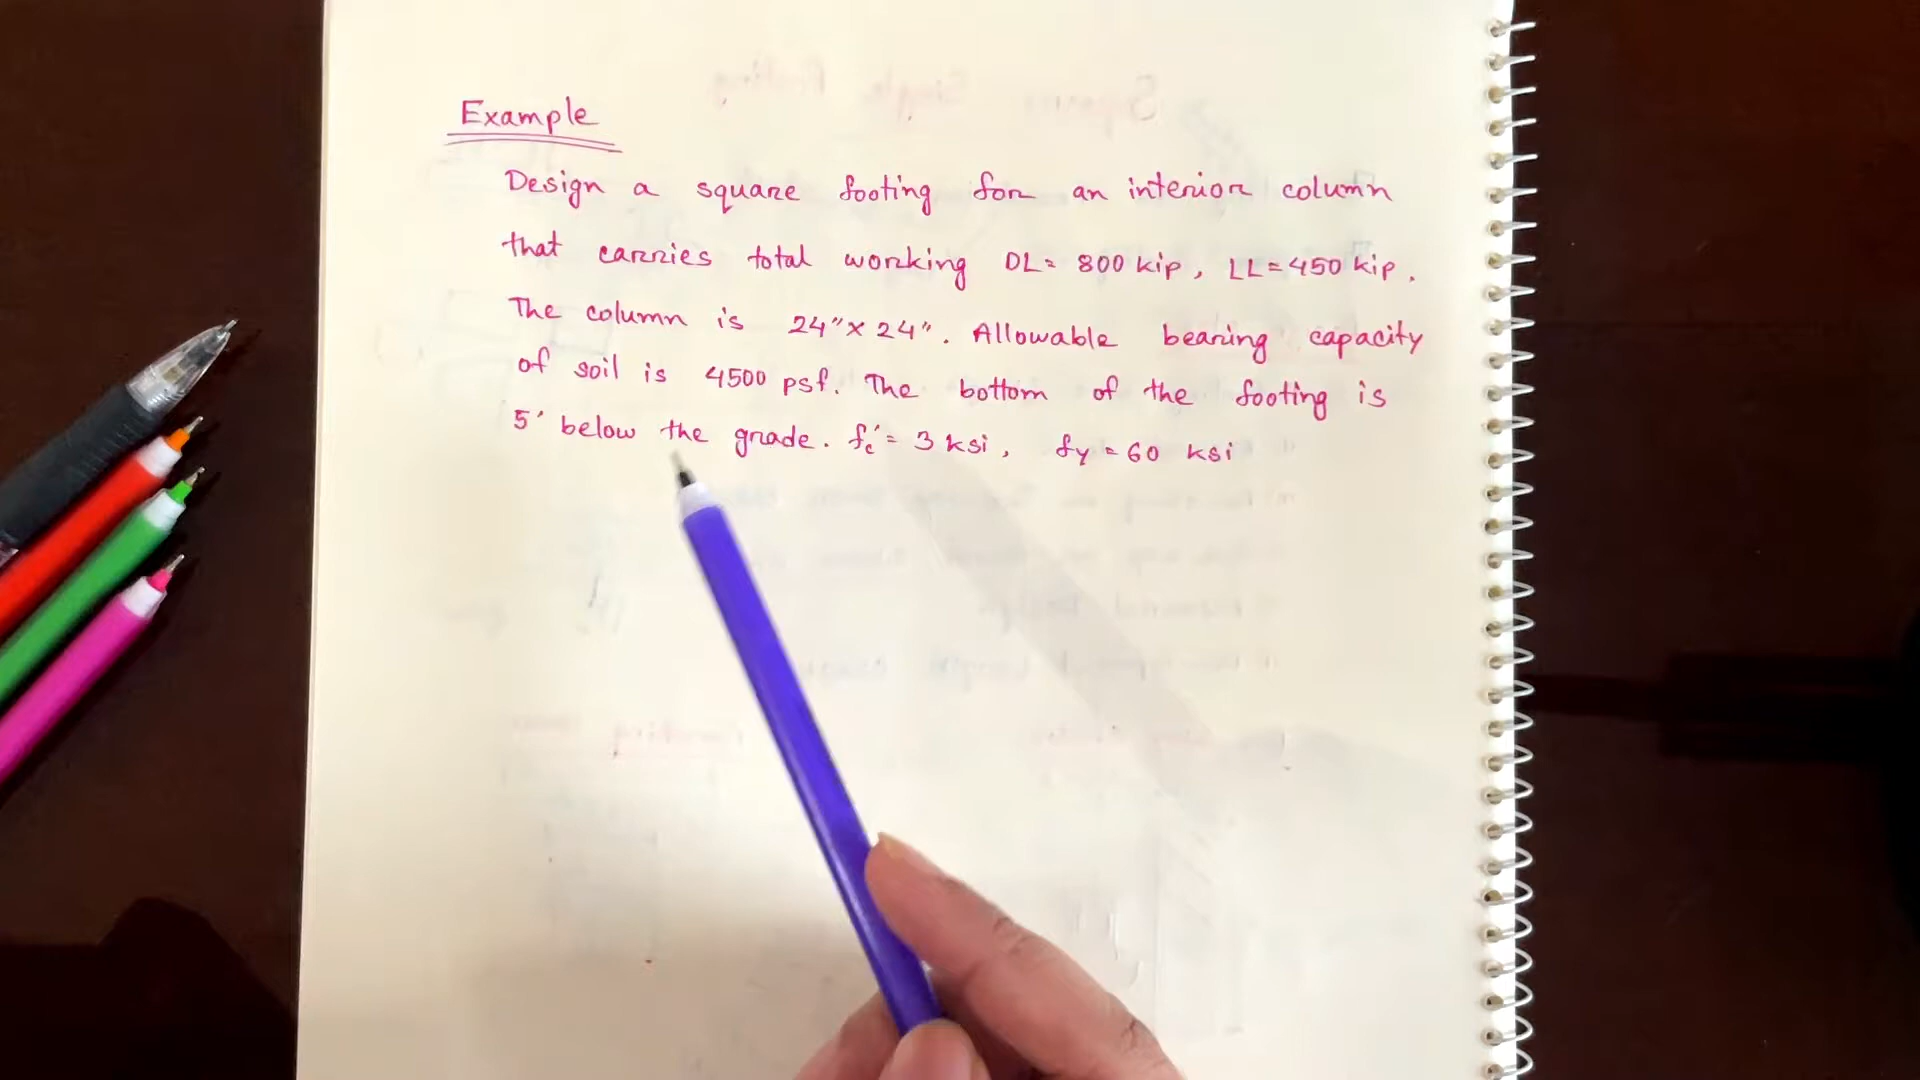 Example
Design a square footing for an interior column
that carries total working DL= 800 kip, LL=450 kip.
The column is 24"x 24". Allowable bearing capacity
of soil is 4500 psf. The bottom of the footing is
5' below the grade. fc'= 3 ksi, fy = 60 ksi